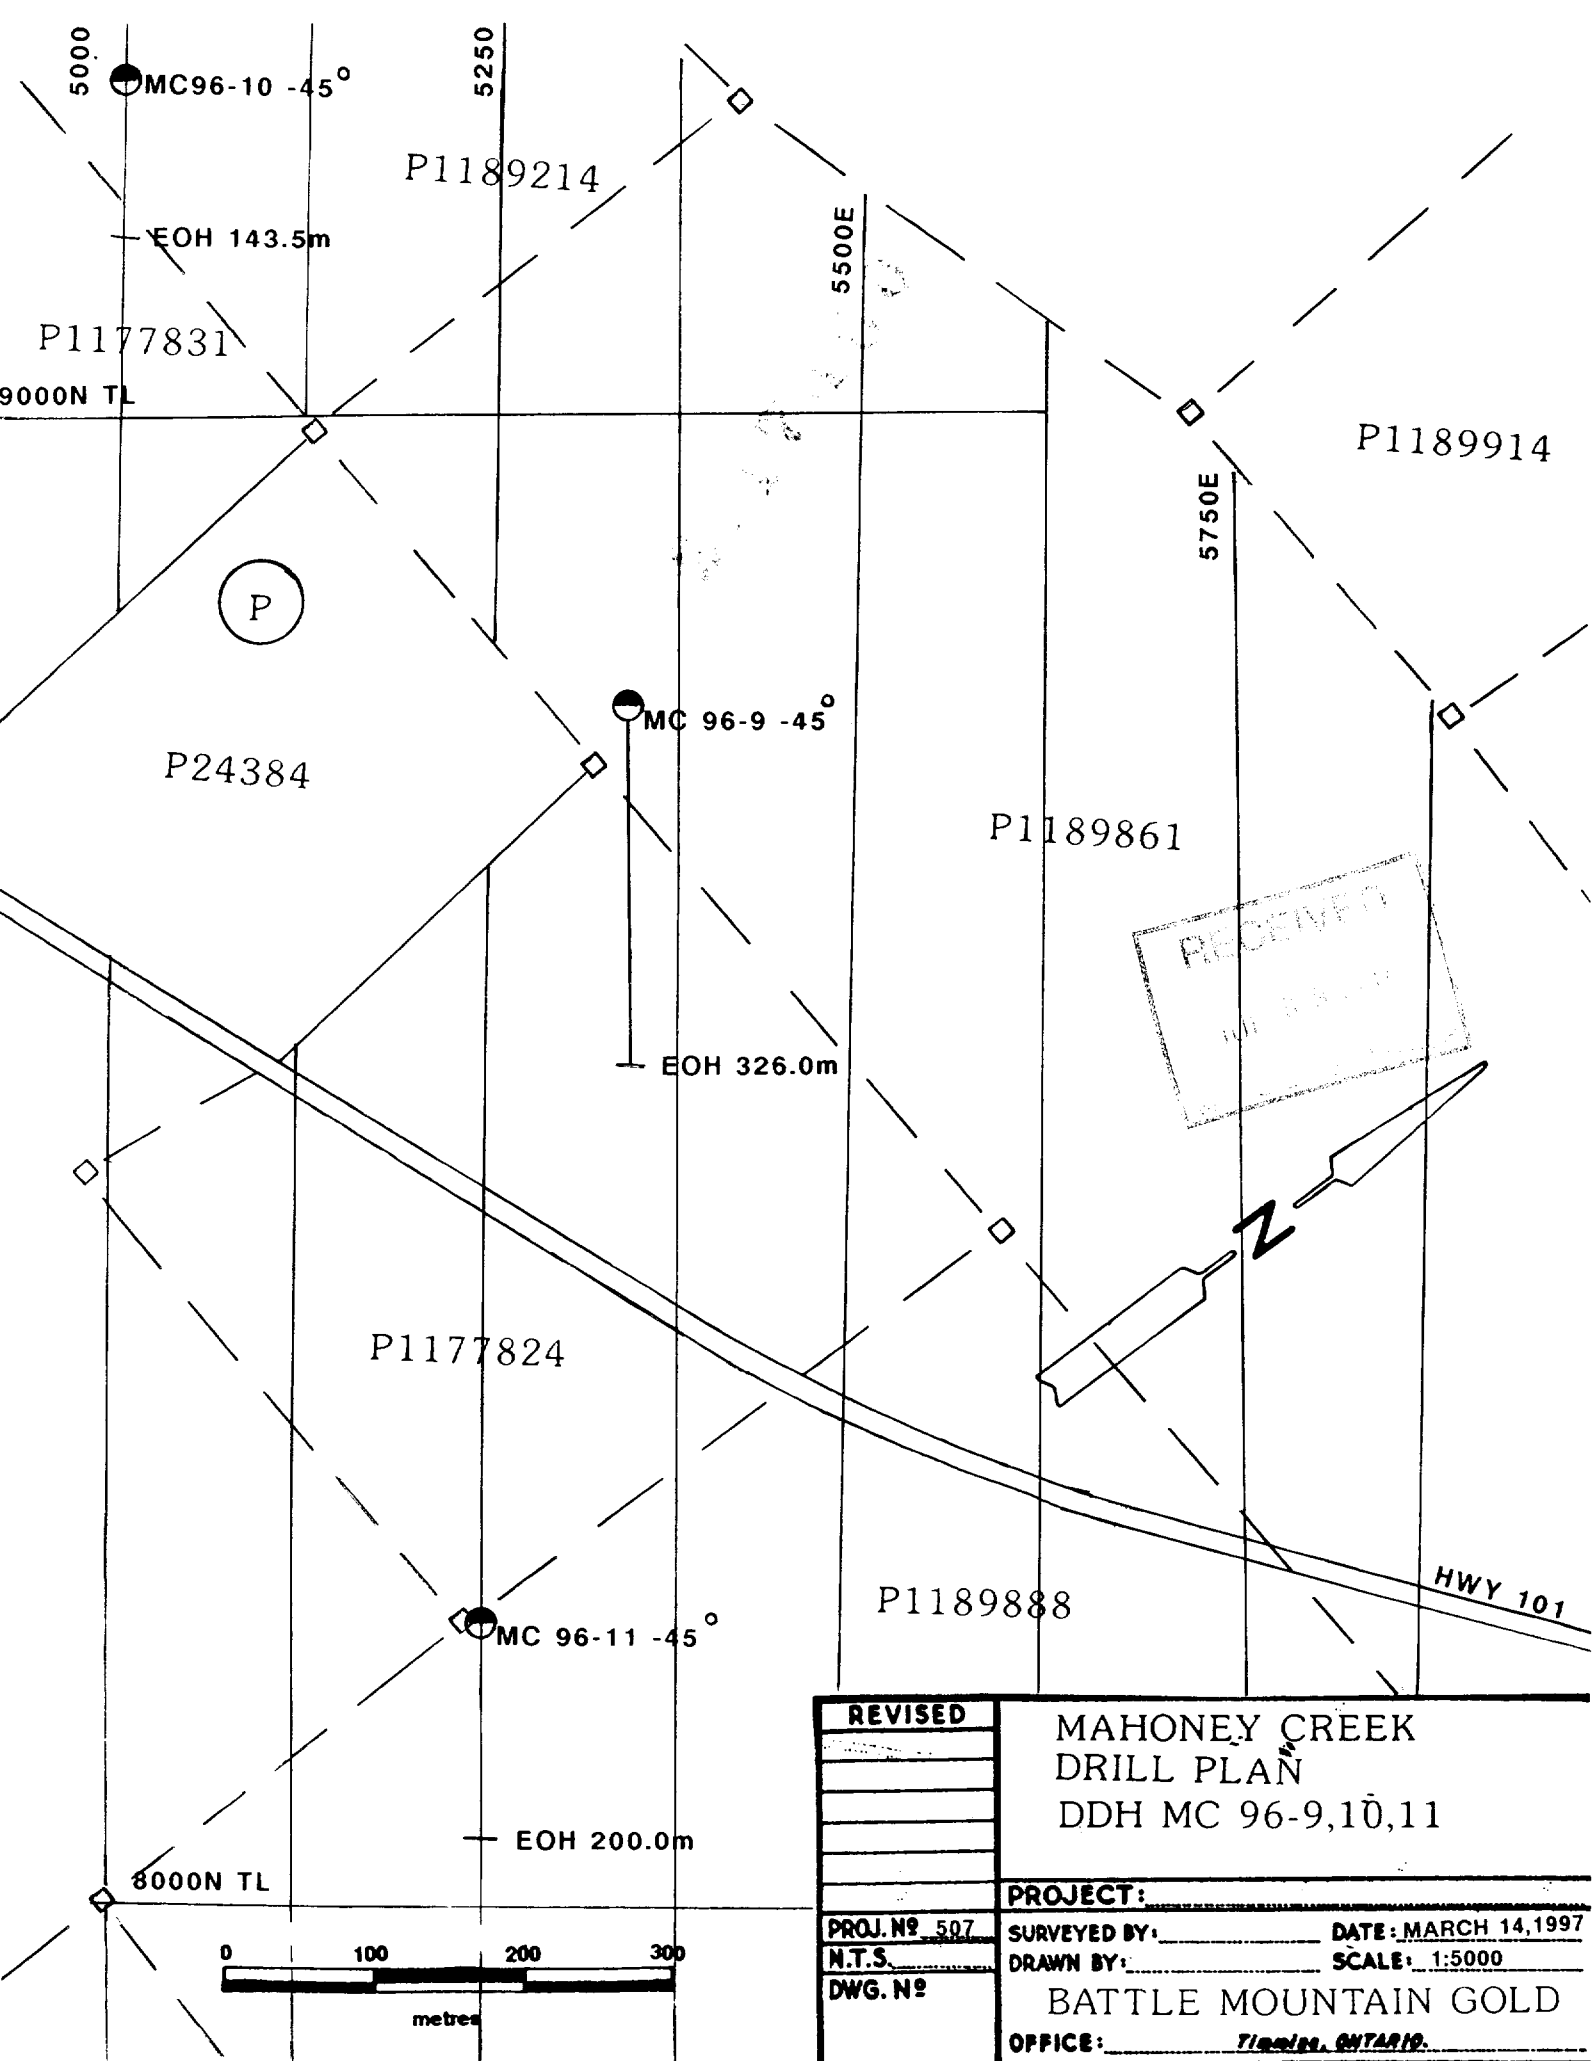 5000
5250
MC96-10 -45°
P1189214
5500E
EOH 143.5m
P1177831
9000N TL
P1189914
5750E
P
MC 96-9 -45°
P24384
P1189861
RECEIVED
EOH 326.0m
N
P1177824
HWY 101
P1189888
MC 96-11 -45°
EOH 200.0m
8000N TL
0 100 200 300
metres
REVISED
MAHONEY CREEK
DRILL PLAN
DDH MC 96-9,10,11
PROJECT:
PROJ. Nº 507
SURVEYED BY: DATE: MARCH 14,1997
N.T.S.
DRAWN BY: SCALE: 1:5000
DWG. Nº
BATTLE MOUNTAIN GOLD
OFFICE: Timmins, ONTARIO.